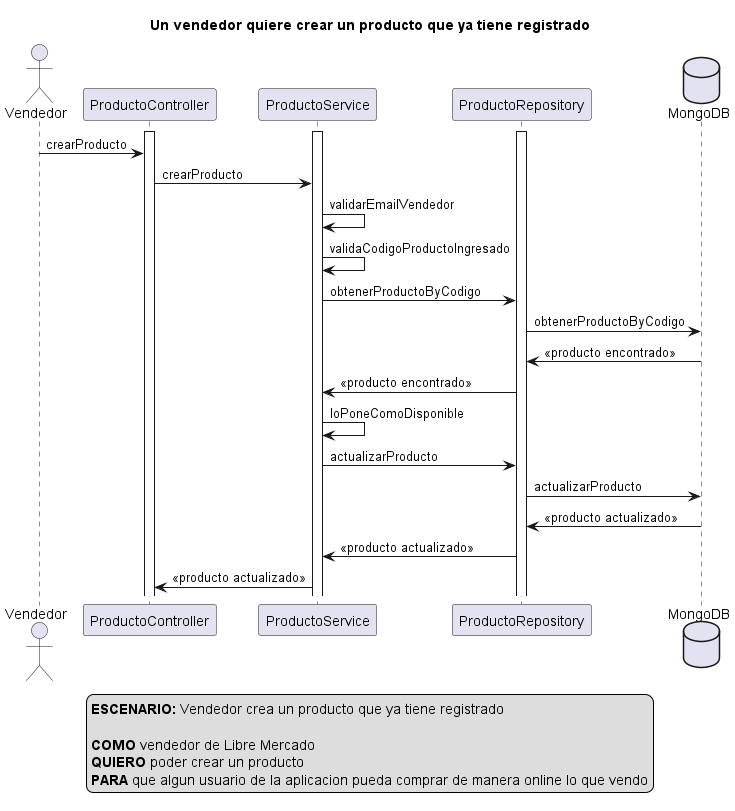 Un vendedor quiere crear un producto que ya tiene registrado
Vendedor
ProductoController
ProductoService
ProductoRepository
MongoDB
crearProducto
crearProducto
validarEmailVendedor
validaCodigoProductoIngresado
obtenerProductoByCodigo
obtenerProductoByCodigo
«producto encontrado»
«producto encontrado»
loPoneComoDisponible
actualizarProducto
actualizarProducto
«producto actualizado»
«producto actualizado»
«producto actualizado»
Vendedor
ProductoController
ProductoService
ProductoRepository
MongoDB
ESCENARIO: Vendedor crea un producto que ya tiene registrado
COMO vendedor de Libre Mercado
QUIERO poder crear un producto
PARA que algun usuario de la aplicacion pueda comprar de manera online lo que vendo